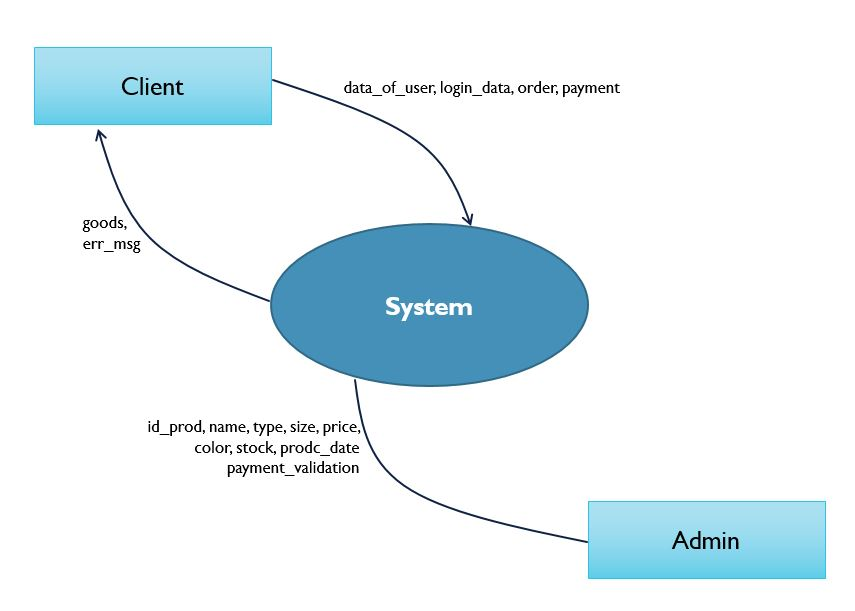 Client
data_of_user, login_data, order, payment
goods,
err_msg
System
id_prod, name, type, size, price,
color, stock, prodc_date
payment_validation
Admin